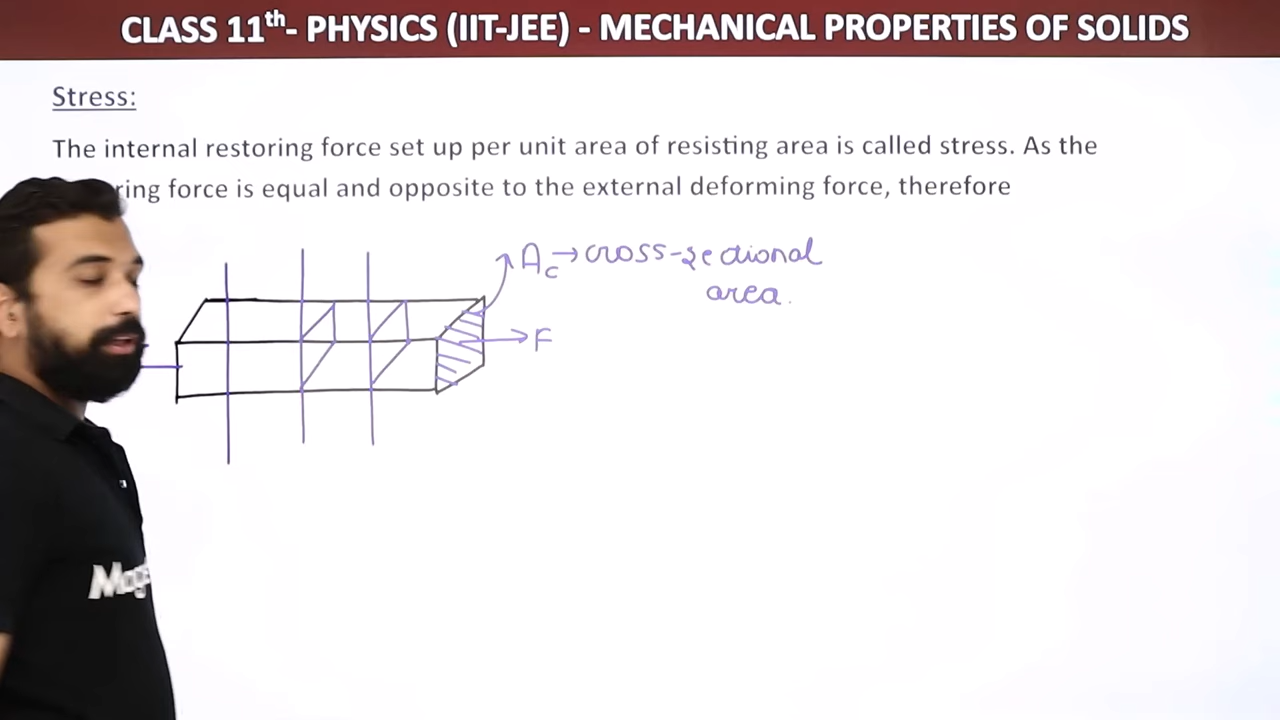 CLASS 11th- PHYSICS (IIT-JEE) - MECHANICAL PROPERTIES OF SOLIDS
Stress:
The internal restoring force set up per unit area of resisting area is called stress. As the
force is equal and opposite to the external deforming force, therefore
Ac → cross-sectional
area.
F